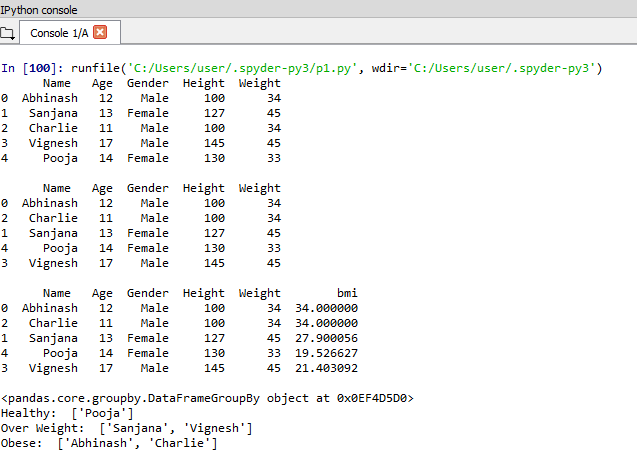 IPython console
Console 1/A
In [100]: runfile('C:/Users/user/.spyder-py3/p1.py', wdir='C:/Users/user/.spyder-py3')
Name Age Gender Height Weight
0 Abhinash 12 Male 100 34
1 Sanjana 13 Female 127 45
2 Charlie 11 Male 100 34
3 Vignesh 17 Male 145 45
4 Pooja 14 Female 130 33
Name Age Gender Height Weight
0 Abhinash 12 Male 100 34
2 Charlie 11 Male 100 34
1 Sanjana 13 Female 127 45
4 Pooja 14 Female 130 33
3 Vignesh 17 Male 145 45
Name Age Gender Height Weight bmi
0 Abhinash 12 Male 100 34 34.000000
2 Charlie 11 Male 100 34 34.000000
1 Sanjana 13 Female 127 45 27.900056
4 Pooja 14 Female 130 33 19.526627
3 Vignesh 17 Male 145 45 21.403092
<pandas.core.groupby.DataFrameGroupBy object at 0x0EF4D5D0>
Healthy: ['Pooja']
Over Weight: ['Sanjana', 'Vignesh']
Obese: ['Abhinash', 'Charlie']